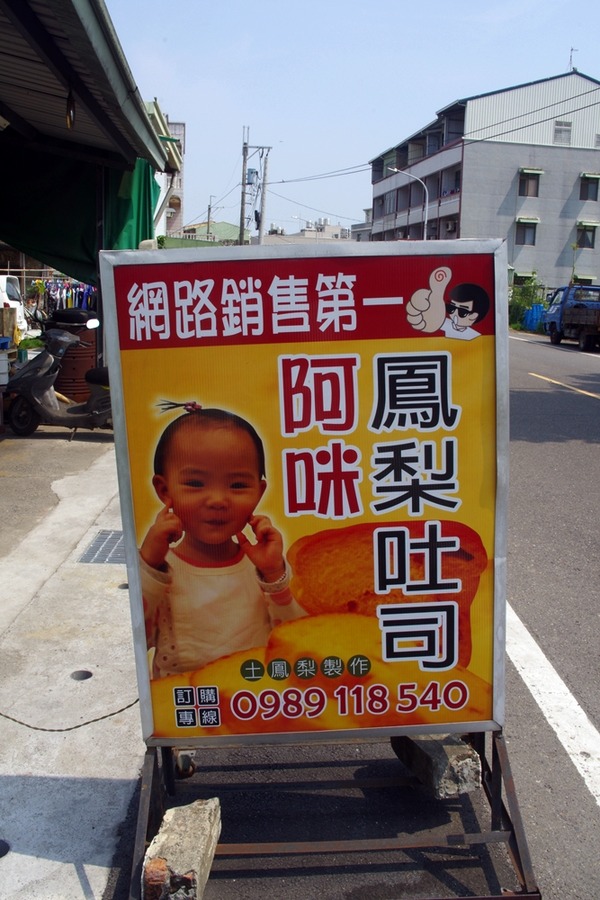 網路銷售第一
阿咪
鳳梨吐司
土鳳梨製作
訂購專線 0989 118 540